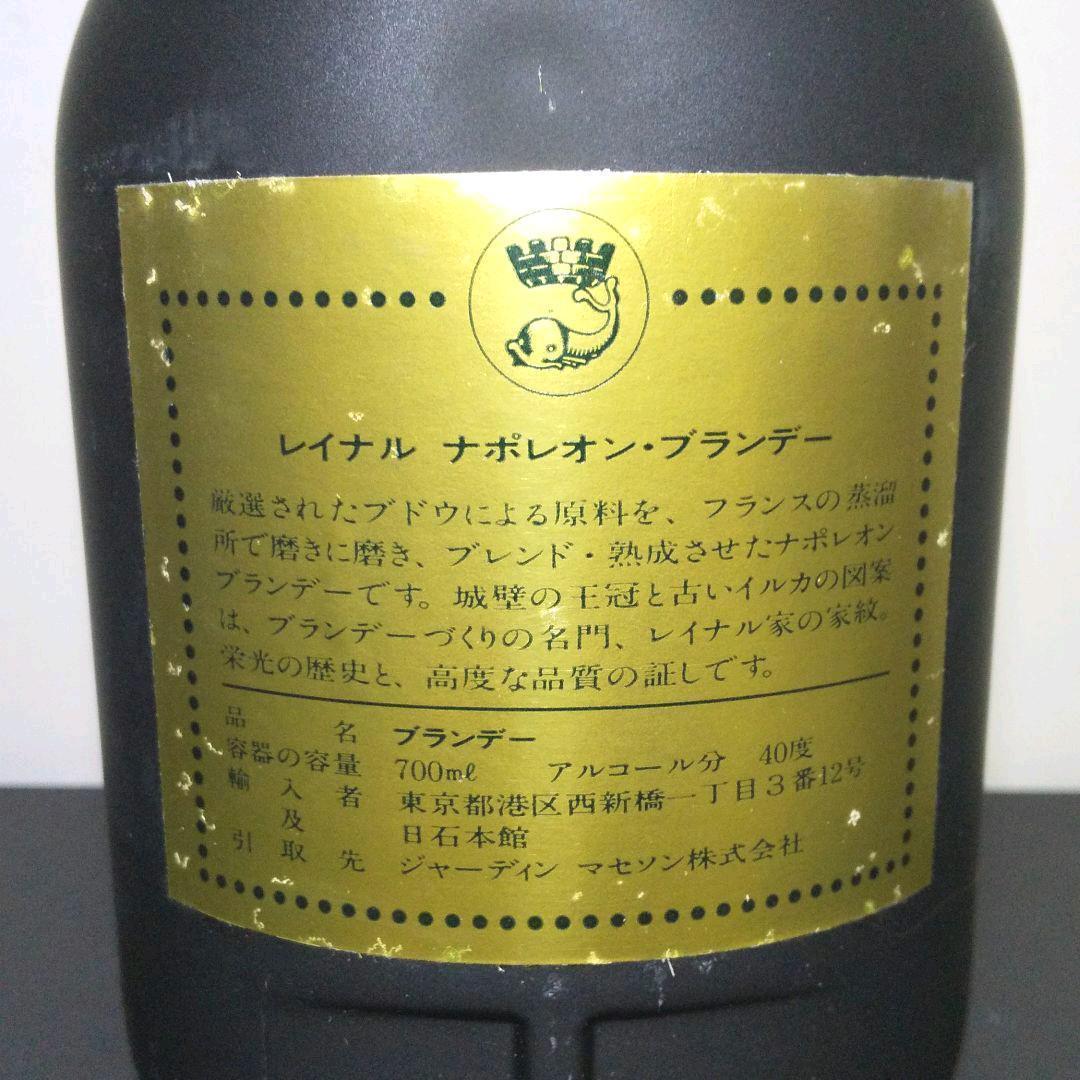 レイナル ナポレオン・ブランデー
厳選されたブドウによる原料を、フランスの蒸溜
所で磨きに磨き、ブレンド・熟成させたナポレオン
ブランデーです。城壁の王冠と古いイルカの図案
は、ブランデーづくりの名門、レイナル家の家紋。
栄光の歴史と、高度な品質の証しです。
品名 ブランデー
容器の容量 700mℓ アルコール分 40度
輸入者 東京都港区西新橋一丁目3番12号
及 日石本館
引取先 ジャーディン マセソン株式会社